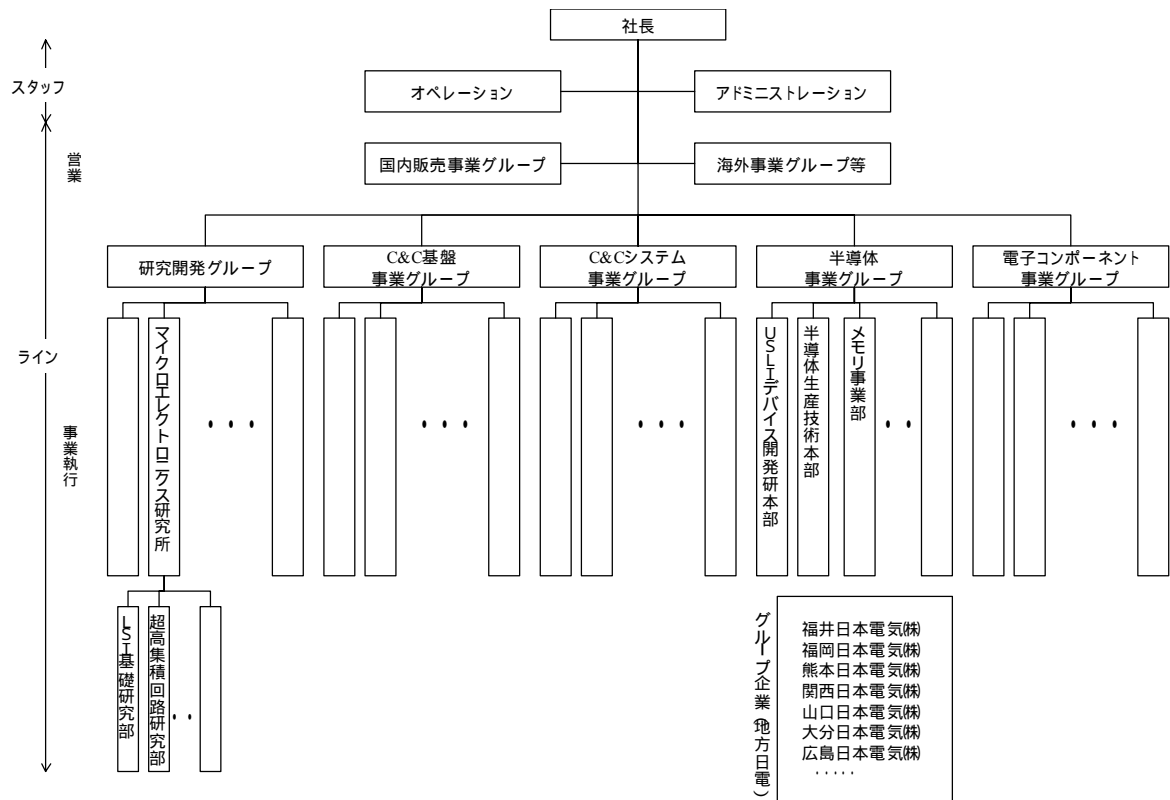 社長
スタッフ
オペレーション
アドミニストレーション
営業
国内販売事業グループ
海外事業グループ等
研究開発グループ
C&C基盤
事業グループ
C&Cシステム
事業グループ
半導体
事業グループ
電子コンポーネント
事業グループ
ライン
事業執行
マイクロエレクトロニクス研究所
・・・
・・・
・・・
USLIデバイス開発研本部
半導体生産技術本部
メモリ事業部
・・
・・・
LSI基礎研究部
超高集積回路研究部
・・
グループ企業(地方日電)
福井日本電気㈱
福岡日本電気㈱
熊本日本電気㈱
関西日本電気㈱
山口日本電気㈱
大分日本電気㈱
広島日本電気㈱
・・・・・